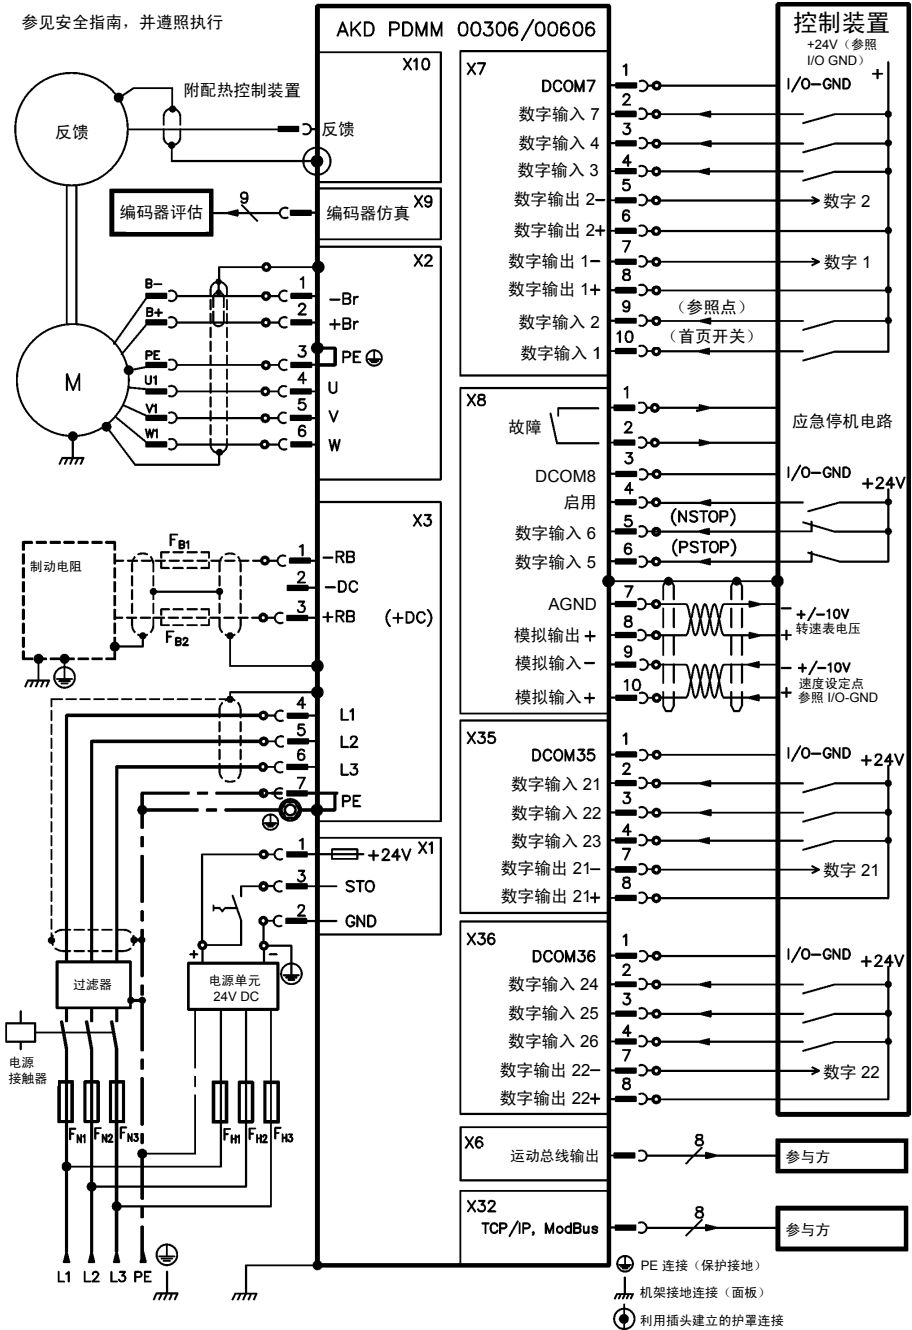 参见安全指南，并遵照执行
AKD PDMM 00306/00606
控制装置
+24V（参照
I/O GND）
+
X10
附配热控制装置
反馈
反馈
X9
编码器评估
9
编码器仿真
X2
B-
1
-Br
B+
2
+Br
PE
3
PE
U1
4
U
V1
5
V
W1
6
W
M
X3
制动电阻
FB1
1
-RB
2
-DC
3
+RB
(+DC)
FB2
4
L1
5
L2
6
L3
7
PE
X1
1
+24V
3
STO
2
GND
+
-
过滤器
电源单元
24V DC
电源
接触器
FN1
FN2
FN3
FH1
FH2
FH3
L1
L2
L3
PE
X7
DCOM7
1
I/O-GND
数字输入 7
2
数字输入 4
3
数字输入 3
4
数字输出 2-
5
数字 2
数字输出 2+
6
数字输出 1-
7
数字 1
数字输出 1+
8
数字输入 2
9
（参照点）
数字输入 1
10
（首页开关）
X8
故障
1
2
应急停机电路
DCOM8
3
I/O-GND
+24V
启用
4
数字输入 6
5
(NSTOP)
数字输入 5
6
(PSTOP)
AGND
7
-
+/-10V
转速表电压
模拟输出 +
8
+
模拟输入 -
9
-
+/-10V
速度设定点
参照 I/O-GND
模拟输入 +
10
+
X35
DCOM35
1
I/O-GND
+24V
数字输入 21
2
数字输入 22
3
数字输入 23
4
数字输出 21-
7
数字 21
数字输出 21+
8
X36
DCOM36
1
I/O-GND
+24V
数字输入 24
2
数字输入 25
3
数字输入 26
4
数字输出 22-
7
数字 22
数字输出 22+
8
X6
运动总线输出
8
参与方
X32
TCP/IP, ModBus
8
参与方
PE 连接（保护接地）
机架接地连接（面板）
利用插头建立的护罩连接